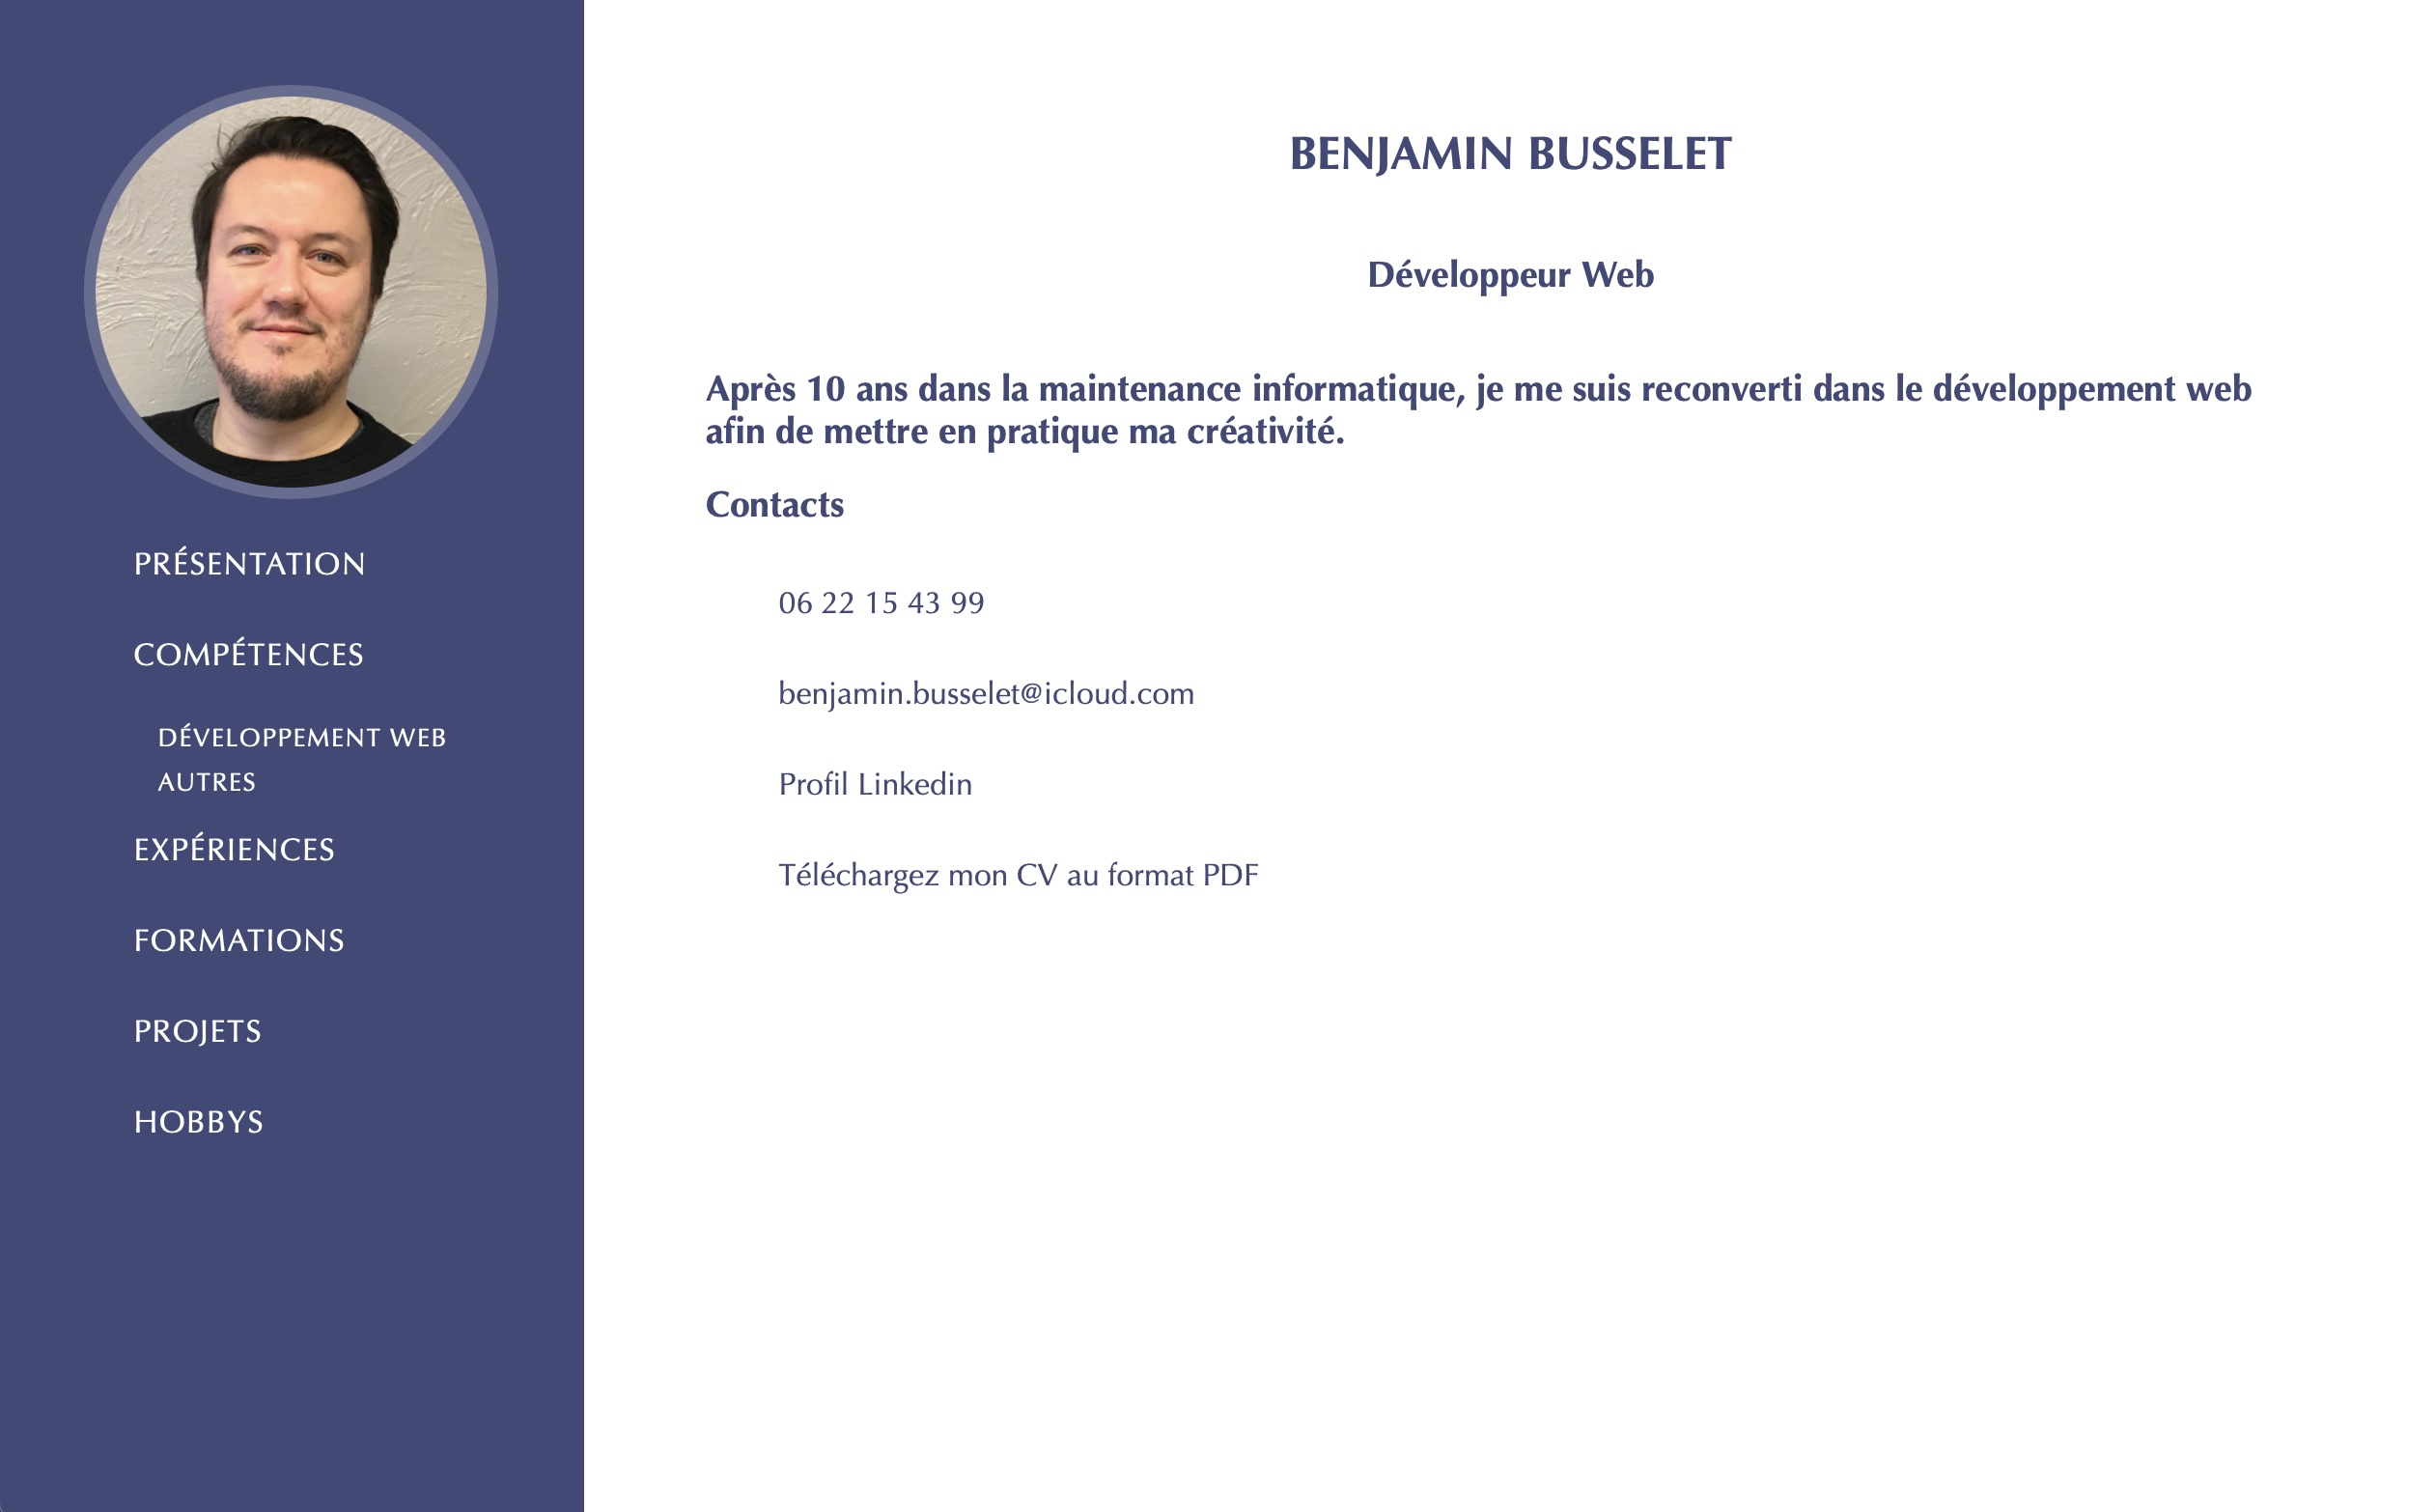 PRÉSENTATION
COMPÉTENCES
DÉVELOPPEMENT WEB
AUTRES
EXPÉRIENCES
FORMATIONS
PROJETS
HOBBYS
BENJAMIN BUSSELET
Développeur Web
Après 10 ans dans la maintenance informatique, je me suis reconverti dans le développement web
afin de mettre en pratique ma créativité.
Contacts
06 22 15 43 99
benjamin.busselet@icloud.com
Profil Linkedin
Téléchargez mon CV au format PDF